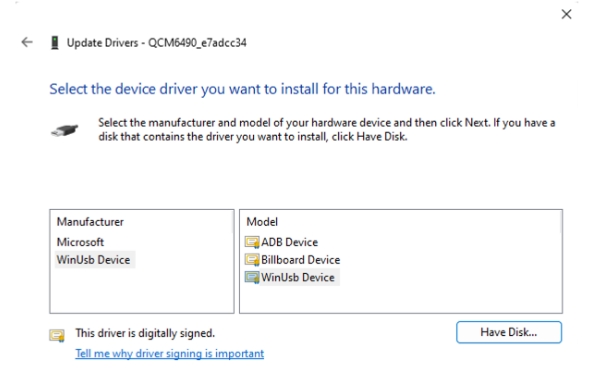 Update Drivers - QCM6490_e7adcc34
Select the device driver you want to install for this hardware.
Select the manufacturer and model of your hardware device and then click Next. If you have a
disk that contains the driver you want to install, click Have Disk.
Manufacturer
Microsoft
WinUsb Device
Model
ADB Device
Billboard Device
WinUsb Device
This driver is digitally signed.
Have Disk...
Tell me why driver signing is important